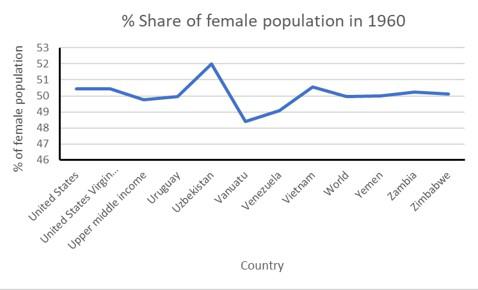 % Share of female population in 1960
% of female population
53
52
51
50
49
48
47
46
United States
United States Virgin...
Upper middle income
Uruguay
Uzbekistan
Vanuatu
Venezuela
Vietnam
World
Yemen
Zambia
Zimbabwe
Country